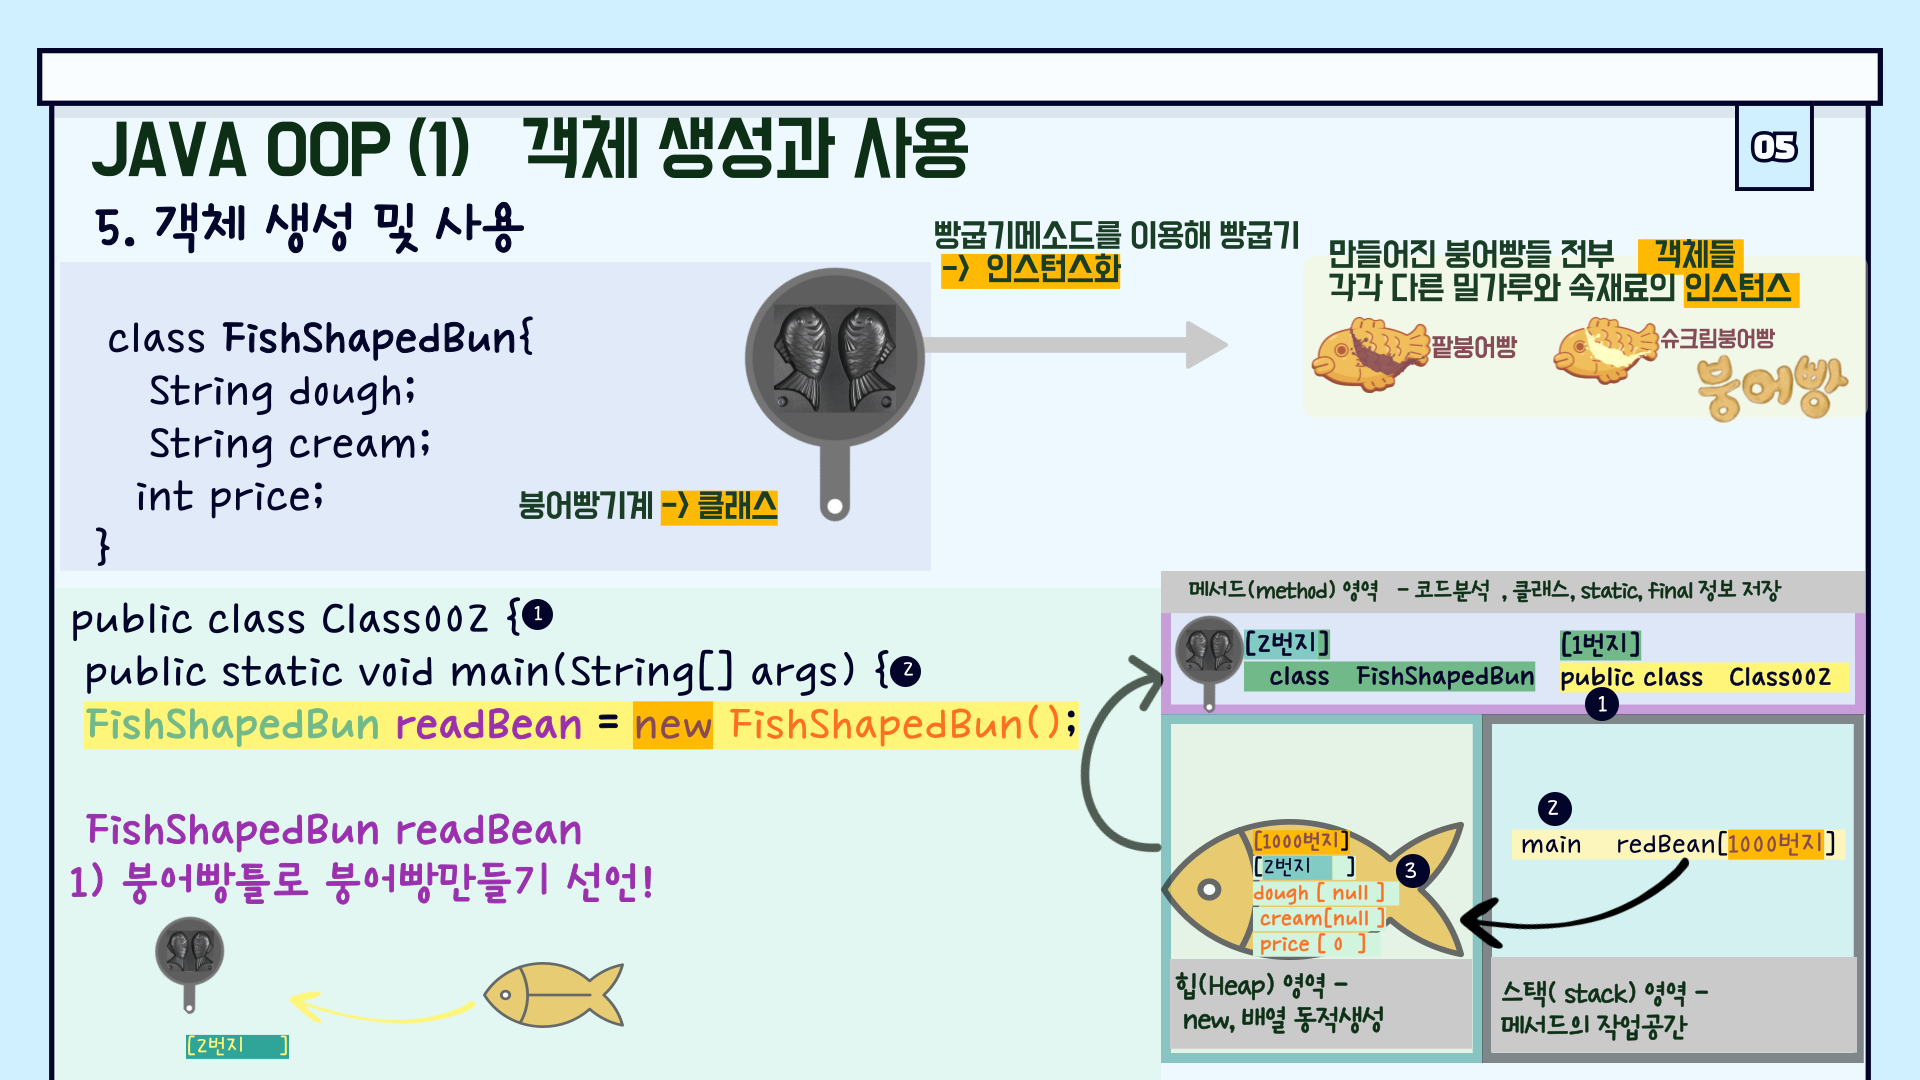 JAVA OOP (1) 객체 생성과 사용
05
5. 객체 생성 및 사용
class FishShapedBun{
String dough;
String cream;
int price;
}
붕어빵기계 -> 클래스
빵굽기메소드를 이용해 빵굽기
-> 인스턴스화
만들어진 붕어빵들 전부 객체들
각각 다른 밀가루와 속재료의 인스턴스
팥붕어빵
슈크림붕어빵
붕어빵
public class Class002 {1
public static void main(String[] args) {2
FishShapedBun readBean = new FishShapedBun();
FishShapedBun readBean
1) 붕어빵틀로 붕어빵만들기 선언!
[2번지 ]
메서드(method) 영역 - 코드분석 , 클래스, static, final 정보 저장
[2번지]
class FishShapedBun
[1번지]
public class Class002
1
[1000번지]
[2번지 ]
3
dough [ null ]
cream[null ]
price [ 0 ]
힙(Heap) 영역 -
new, 배열 동적생성
2
main redBean[1000번지]
스택( stack) 영역 -
메서드의 작업공간